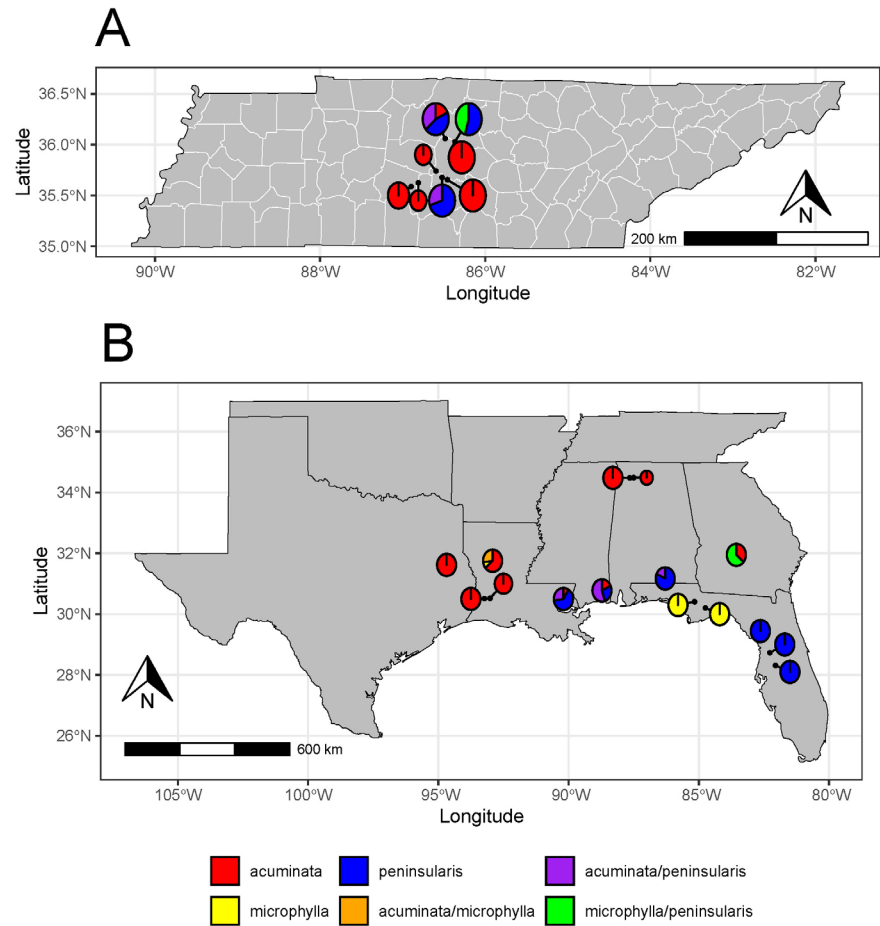 A
36.5°N
36.0°N
35.5°N
35.0°N
Latitude
N
200 km
90°W 88°W 86°W 84°W 82°W
Longitude
B
36°N
34°N
32°N
30°N
28°N
26°N
Latitude
N
600 km
105°W 100°W 95°W 90°W 85°W 80°W
Longitude
acuminata peninsularis acuminata/peninsularis
microphylla acuminata/microphylla microphylla/peninsularis